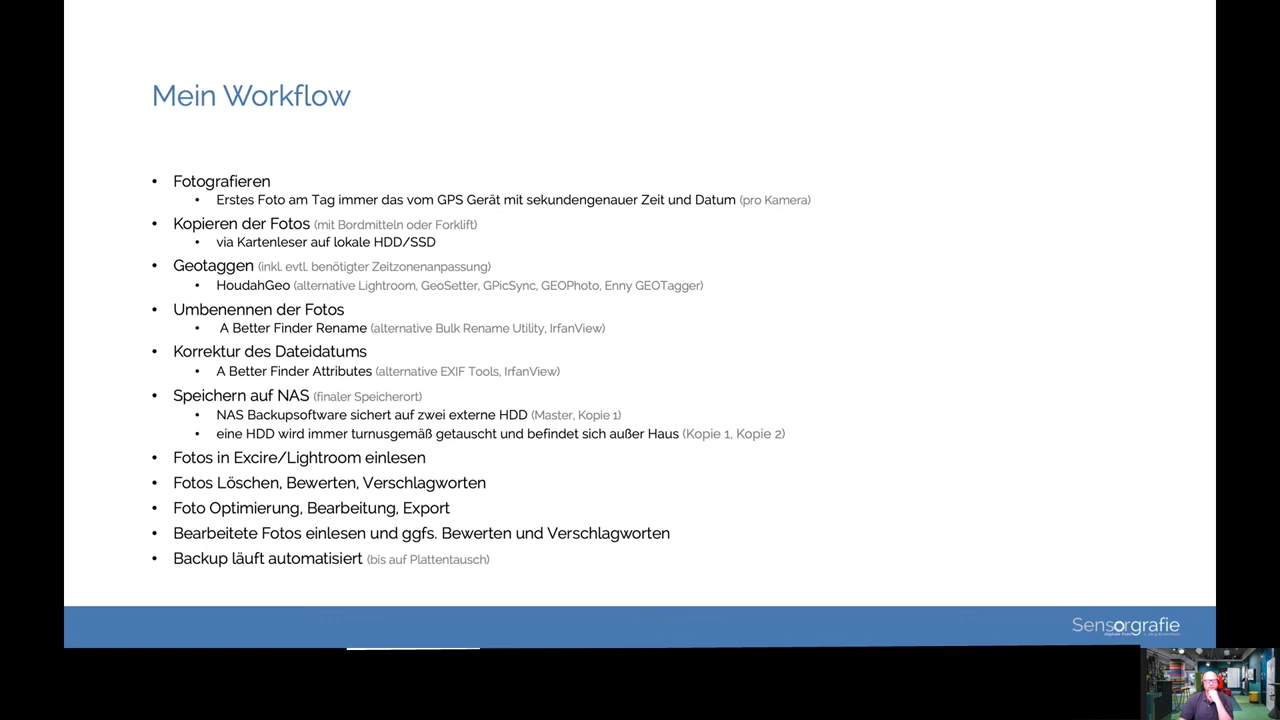 Mein Workflow
• Fotografieren
• Erstes Foto am Tag immer das vom GPS Gerät mit sekundengenauer Zeit und Datum (pro Kamera)
• Kopieren der Fotos (mit Bordmitteln oder Forklift)
• via Kartenleser auf lokale HDD/SSD
• Geotaggen (inkl. evtl. benötigter Zeitzonenanpassung)
• HoudahGeo (alternative Lightroom, GeoSetter, GPicSync, GEOPhoto, Enny GEOTagger)
• Umbenennen der Fotos
• A Better Finder Rename (alternative Bulk Rename Utility, IrfanView)
• Korrektur des Dateidatums
• A Better Finder Attributes (alternative EXIF Tools, IrfanView)
• Speichern auf NAS (finaler Speicherort)
• NAS Backupsoftware sichert auf zwei externe HDD (Master, Kopie 1)
• eine HDD wird immer turnusgemäß getauscht und befindet sich außer Haus (Kopie 1, Kopie 2)
• Fotos in Excire/Lightroom einlesen
• Fotos Löschen, Bewerten, Verschlagworten
• Foto Optimierung, Bearbeitung, Export
• Bearbeitete Fotos einlesen und ggfs. Bewerten und Verschlagworten
• Backup läuft automatisiert (bis auf Plattentausch)
Sensorgrafie